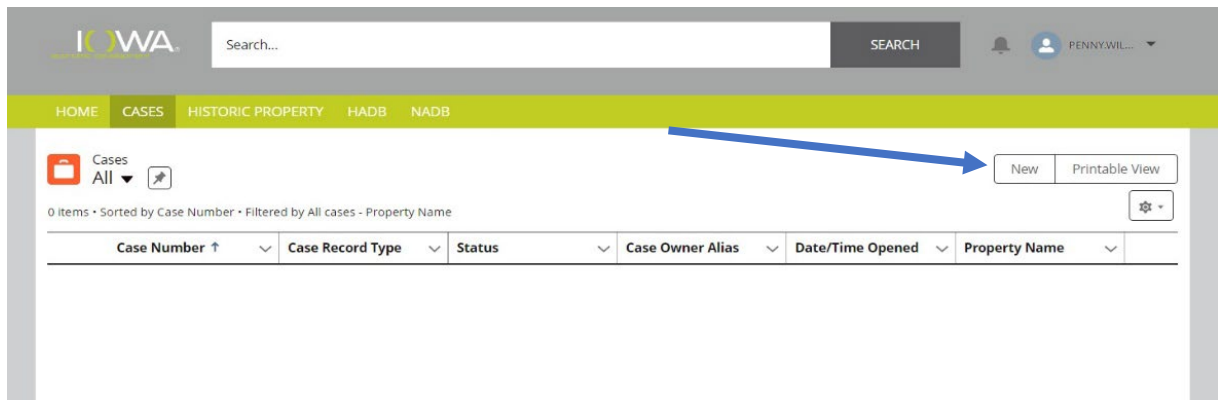 IOWA
Search...
SEARCH
PENNY.WIL...
HOME CASES HISTORIC PROPERTY HADB NADB
Cases
All
New Printable View
0 items • Sorted by Case Number • Filtered by All cases - Property Name
Case Number ↑ Case Record Type Status Case Owner Alias Date/Time Opened Property Name